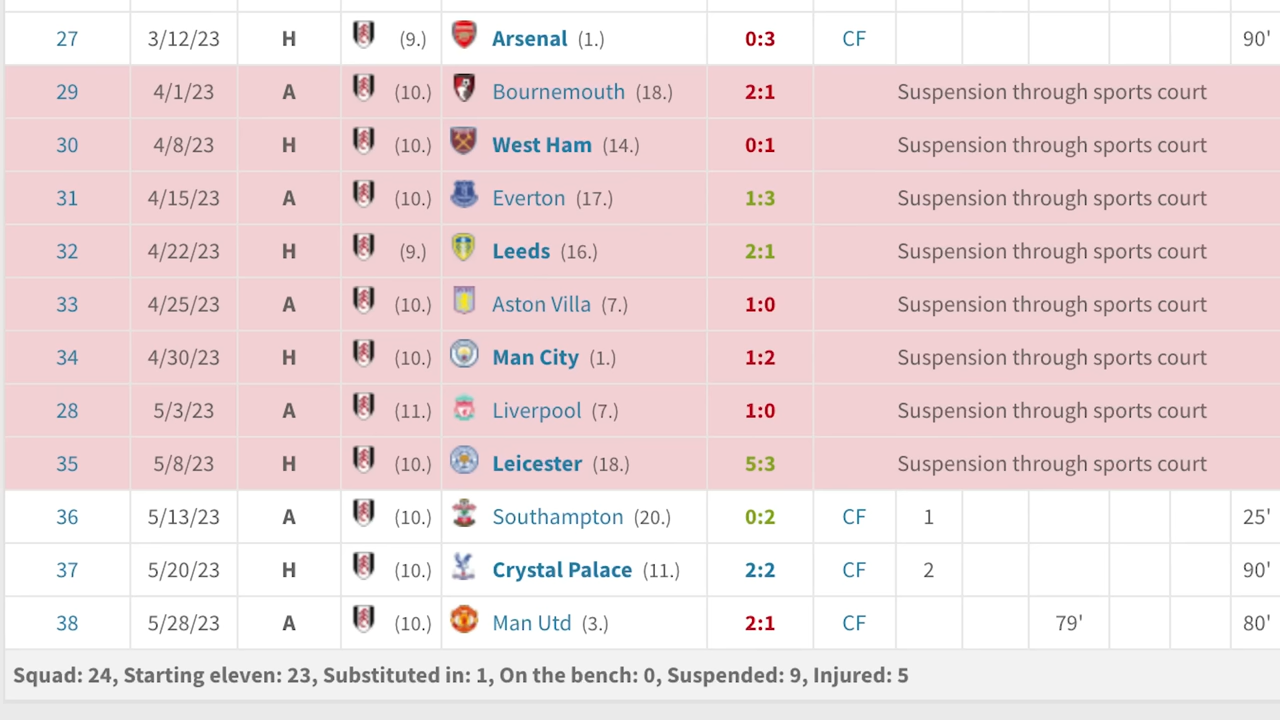 27 3/12/23 H (9.) Arsenal (1.) 0:3 CF 90'
29 4/1/23 A (10.) Bournemouth (18.) 2:1 Suspension through sports court
30 4/8/23 H (10.) West Ham (14.) 0:1 Suspension through sports court
31 4/15/23 A (10.) Everton (17.) 1:3 Suspension through sports court
32 4/22/23 H (9.) Leeds (16.) 2:1 Suspension through sports court
33 4/25/23 A (10.) Aston Villa (7.) 1:0 Suspension through sports court
34 4/30/23 H (10.) Man City (1.) 1:2 Suspension through sports court
28 5/3/23 A (11.) Liverpool (7.) 1:0 Suspension through sports court
35 5/8/23 H (10.) Leicester (18.) 5:3 Suspension through sports court
36 5/13/23 A (10.) Southampton (20.) 0:2 CF 1 25'
37 5/20/23 H (10.) Crystal Palace (11.) 2:2 CF 2 90'
38 5/28/23 A (10.) Man Utd (3.) 2:1 CF 79' 80'
Squad: 24, Starting eleven: 23, Substituted in: 1, On the bench: 0, Suspended: 9, Injured: 5